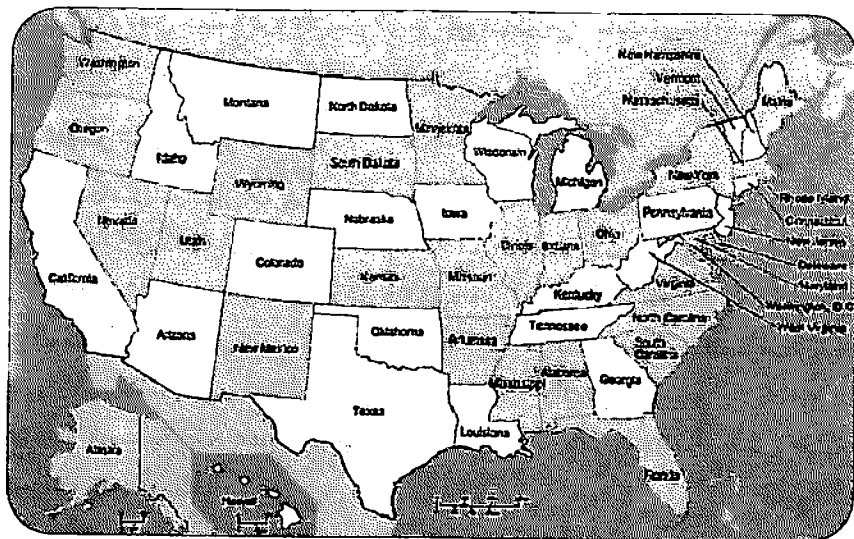 New Hampshire
Vermont
Massachusetts
Washington
Maine
Montana
North Dakota
Minnesota
Oregon
Idaho
Wisconsin
South Dakota
New York
Michigan
Wyoming
Rhode Island
Connecticut
New Jersey
Pennsylvania
Nebraska
Iowa
Nevada
Utah
Illinois
Indiana
Ohio
Delaware
Maryland
California
Colorado
Kansas
Missouri
Virginia
Kentucky
Washington, D.C.
West Virginia
North Carolina
Tennessee
Arizona
New Mexico
Oklahoma
Arkansas
South
Carolina
Mississippi
Alabama
Georgia
Texas
Louisiana
Alaska
Florida
Hawaii